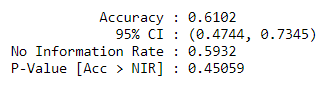 Accuracy : 0.6102
95% CI : (0.4744, 0.7345)
No Information Rate : 0.5932
P-Value [Acc > NIR] : 0.45059